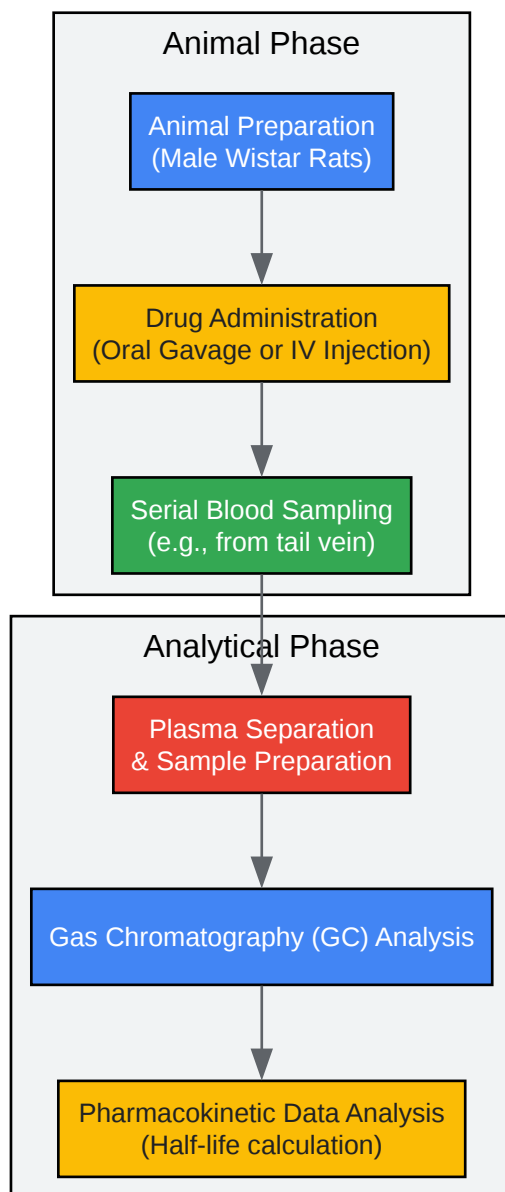 Animal Phase
Animal Preparation
(Male Wistar Rats)
Drug Administration
(Oral Gavage or IV Injection)
Serial Blood Sampling
(e.g., from tail vein)
Analytical Phase
Plasma Separation
& Sample Preparation
Gas Chromatography (GC) Analysis
Pharmacokinetic Data Analysis
(Half-life calculation)